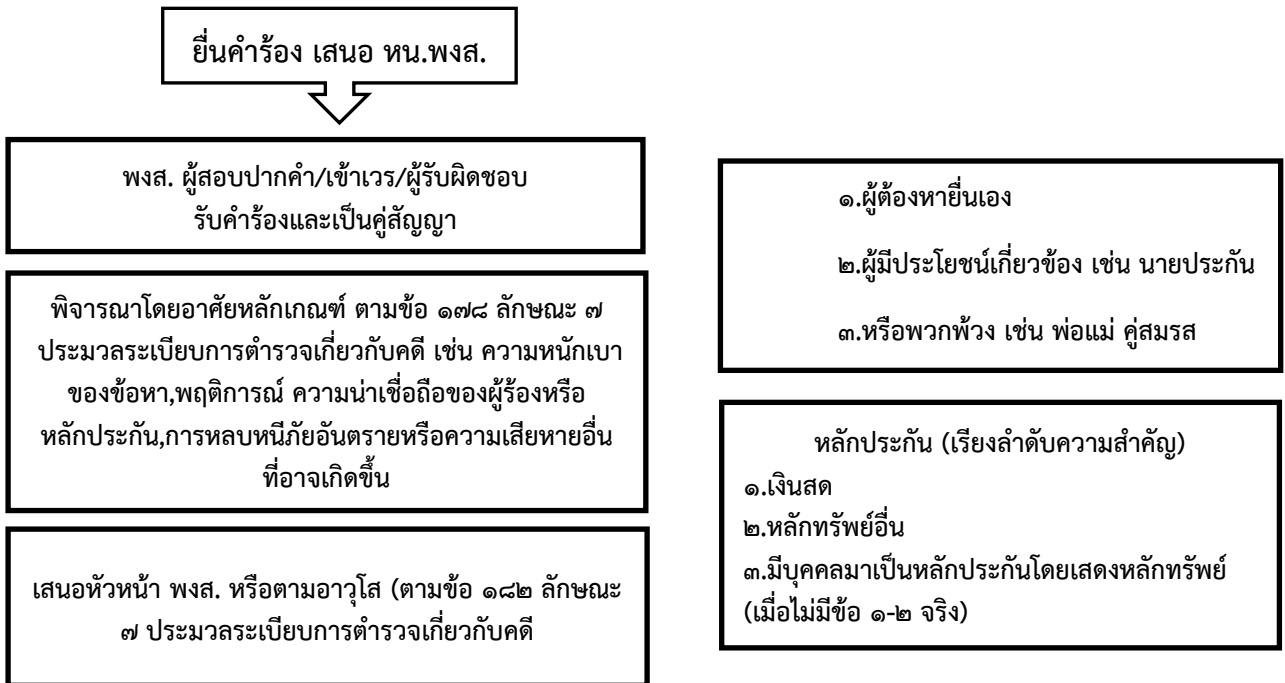 ยื่นคำร้อง เสนอ หน.พงส.
พงส. ผู้สอบปากคำ/เข้าเวร/ผู้รับผิดชอบ
รับคำร้องและเป็นคู่สัญญา
พิจารณาโดยอาศัยหลักเกณฑ์ ตามข้อ ๑๗๘ ลักษณะ ๗
ประมวลระเบียบการตำรวจเกี่ยวกับคดี เช่น ความหนักเบา
ของข้อหา,พฤติการณ์ ความน่าเชื่อถือของผู้ร้องหรือ
หลักประกัน,การหลบหนีภัยอันตรายหรือความเสียหายอื่น
ที่อาจเกิดขึ้น
เสนอหัวหน้า พงส. หรือตามอาวุโส (ตามข้อ ๑๘๒ ลักษณะ
๗ ประมวลระเบียบการตำรวจเกี่ยวกับคดี
๑.ผู้ต้องหายื่นเอง
๒.ผู้มีประโยชน์เกี่ยวข้อง เช่น นายประกัน
๓.หรือพวกพ้วง เช่น พ่อแม่ คู่สมรส
หลักประกัน (เรียงลำดับความสำคัญ)
๑.เงินสด
๒.หลักทรัพย์อื่น
๓.มีบุคคลมาเป็นหลักประกันโดยเสดงหลักทรัพย์
(เมื่อไม่มีข้อ ๑-๒ จริง)